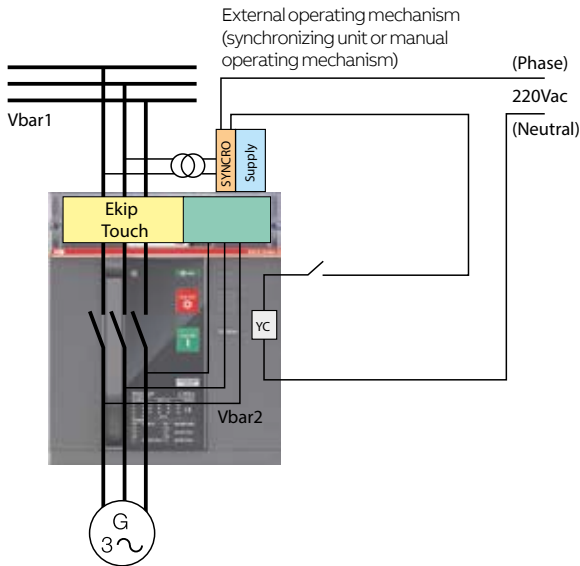 External operating mechanism
(synchronizing unit or manual
operating mechanism)
(Phase)
220Vac
(Neutral)
Vbar1
SYNCRO
Supply
Ekip
Touch
YC
Vbar2
G
3